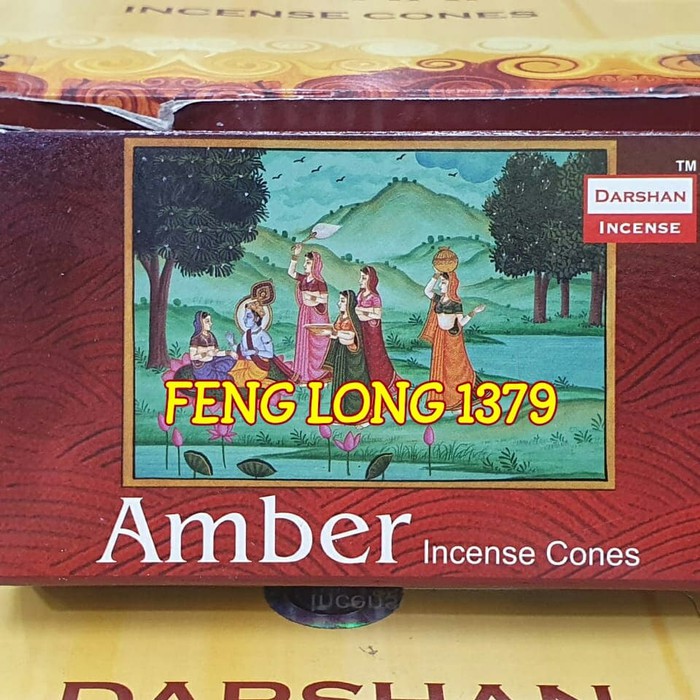 INCENSE CONES
TM
DARSHAN
INCENSE
FENG LONG 1379
Amber Incense Cones
DARSHAN